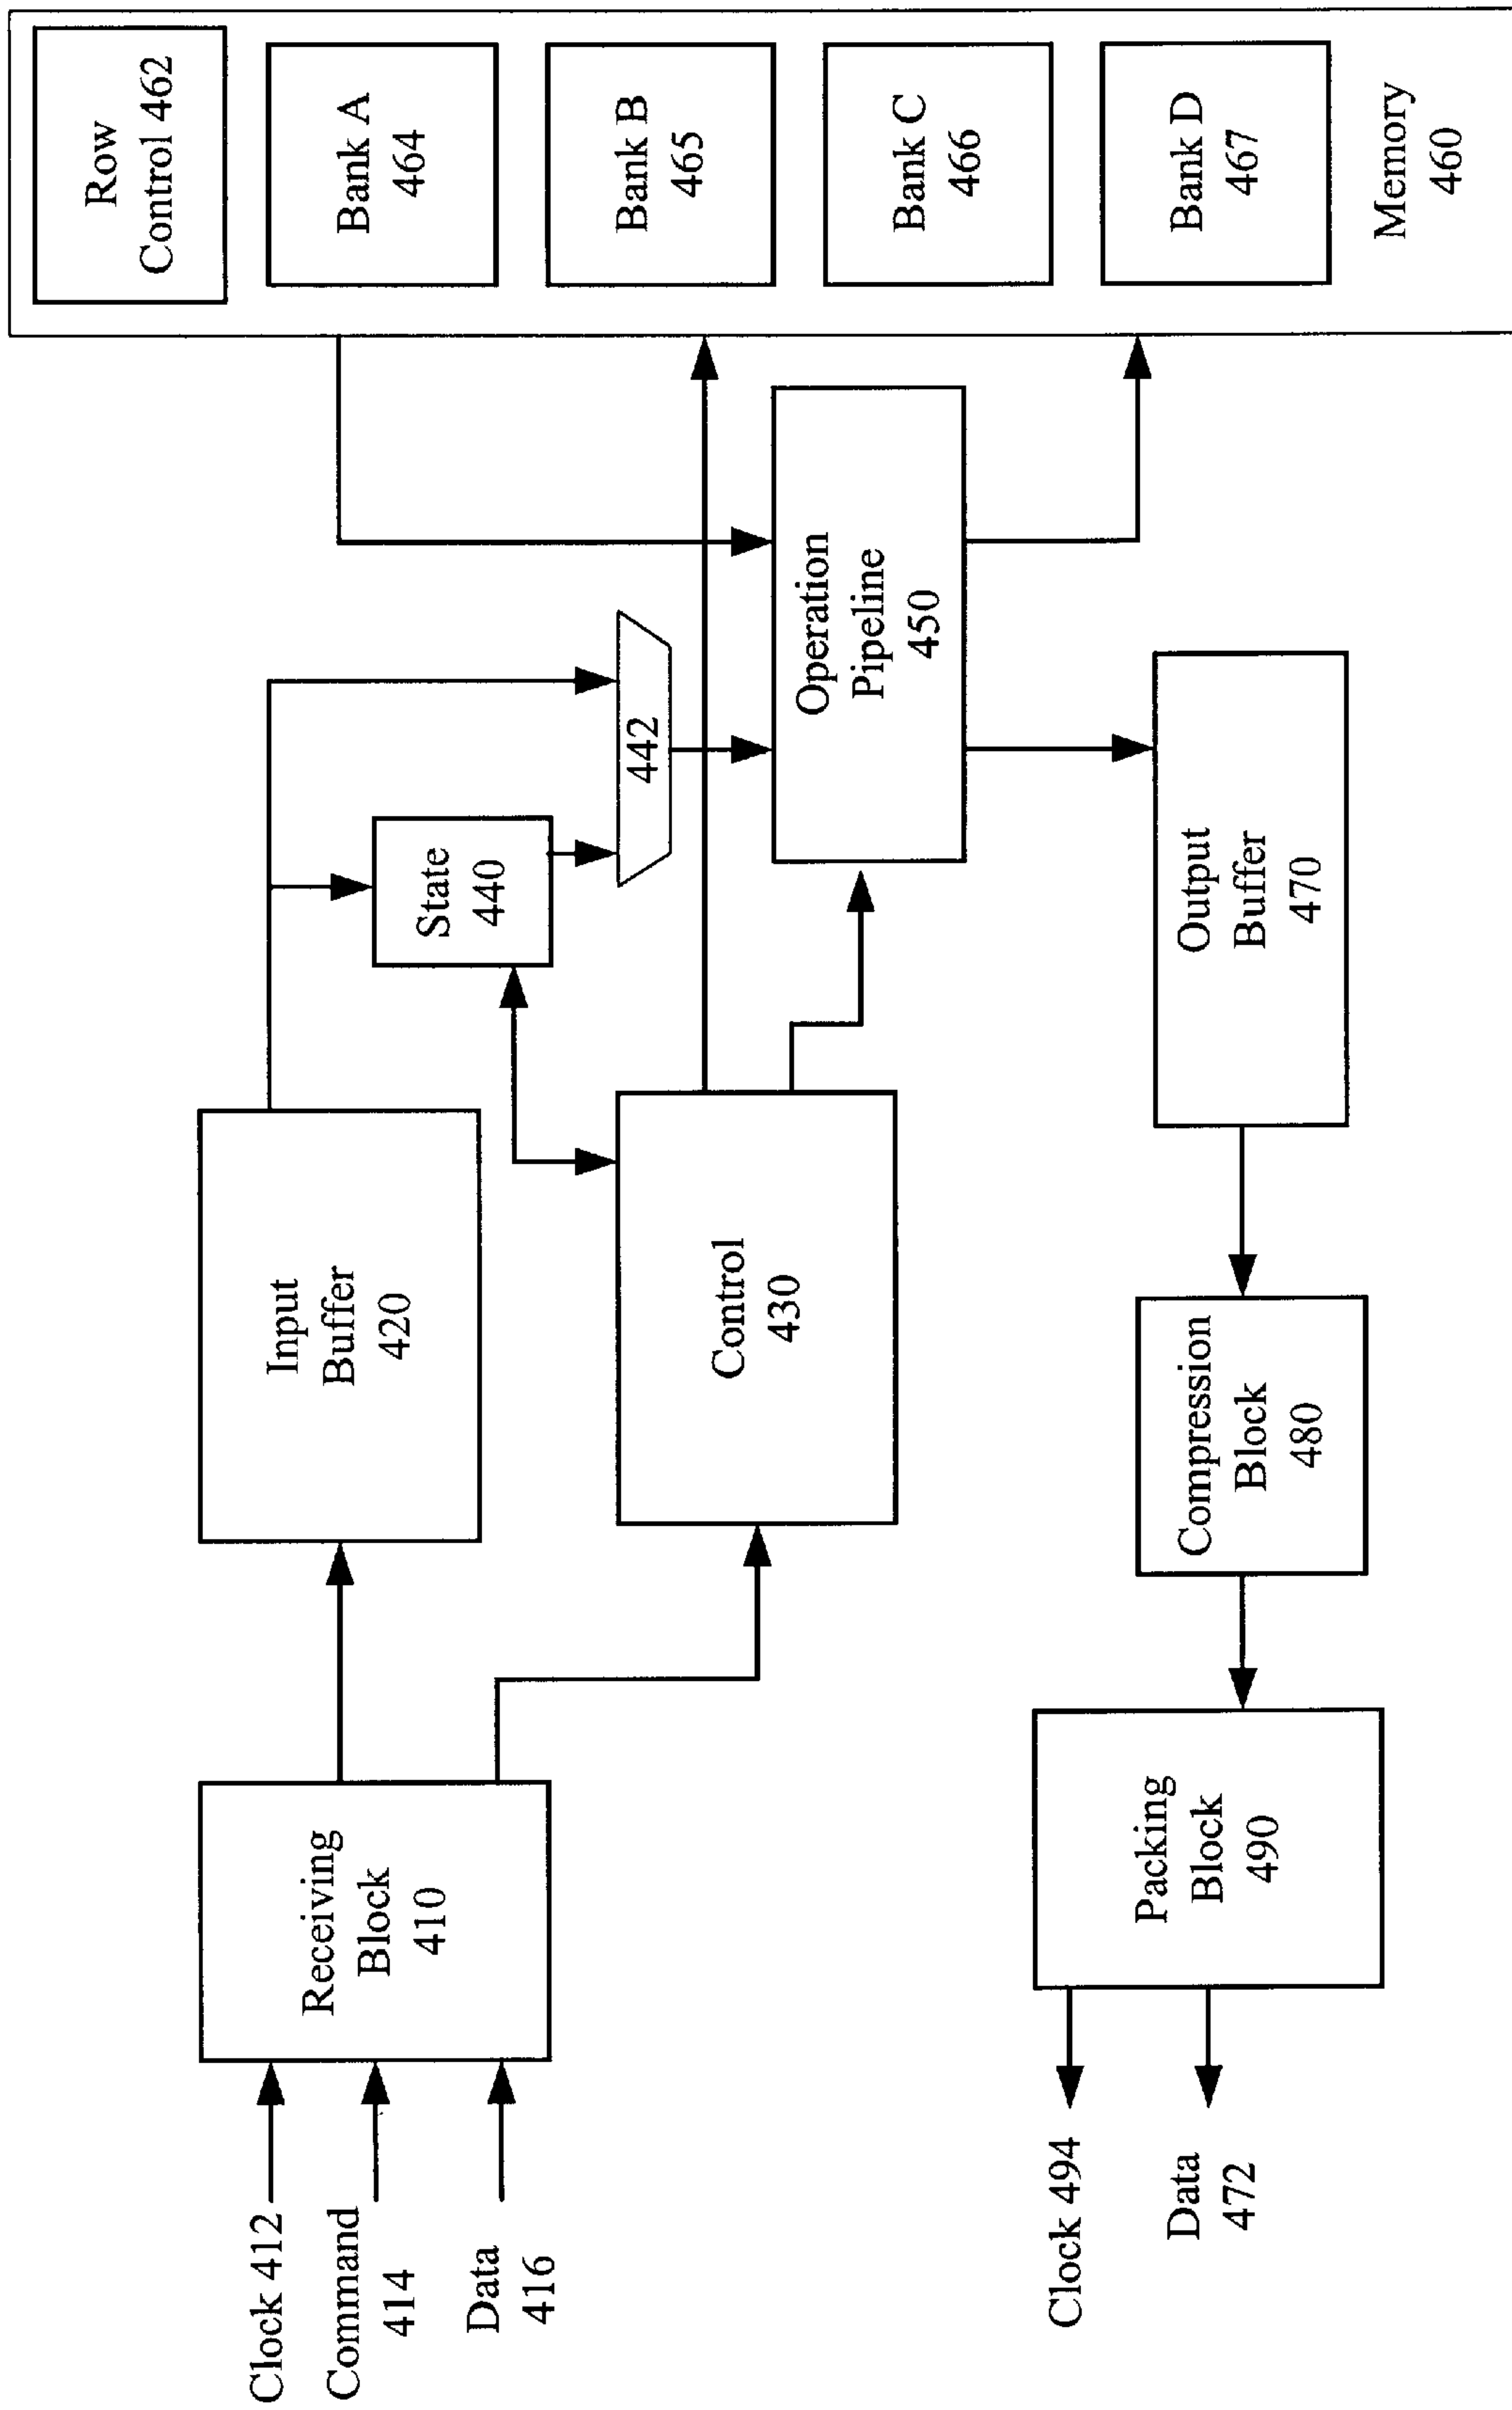 Clock 412
Command
414
Data
416
Receiving
Block
410
Input
Buffer
420
Control
430
State
440
442
Operation
Pipeline
450
Row
Control 462
Bank A
464
Bank B
465
Bank C
466
Bank D
467
Memory
460
Output
Buffer
470
Compression
Block
480
Packing
Block
490
Clock 494
Data
472